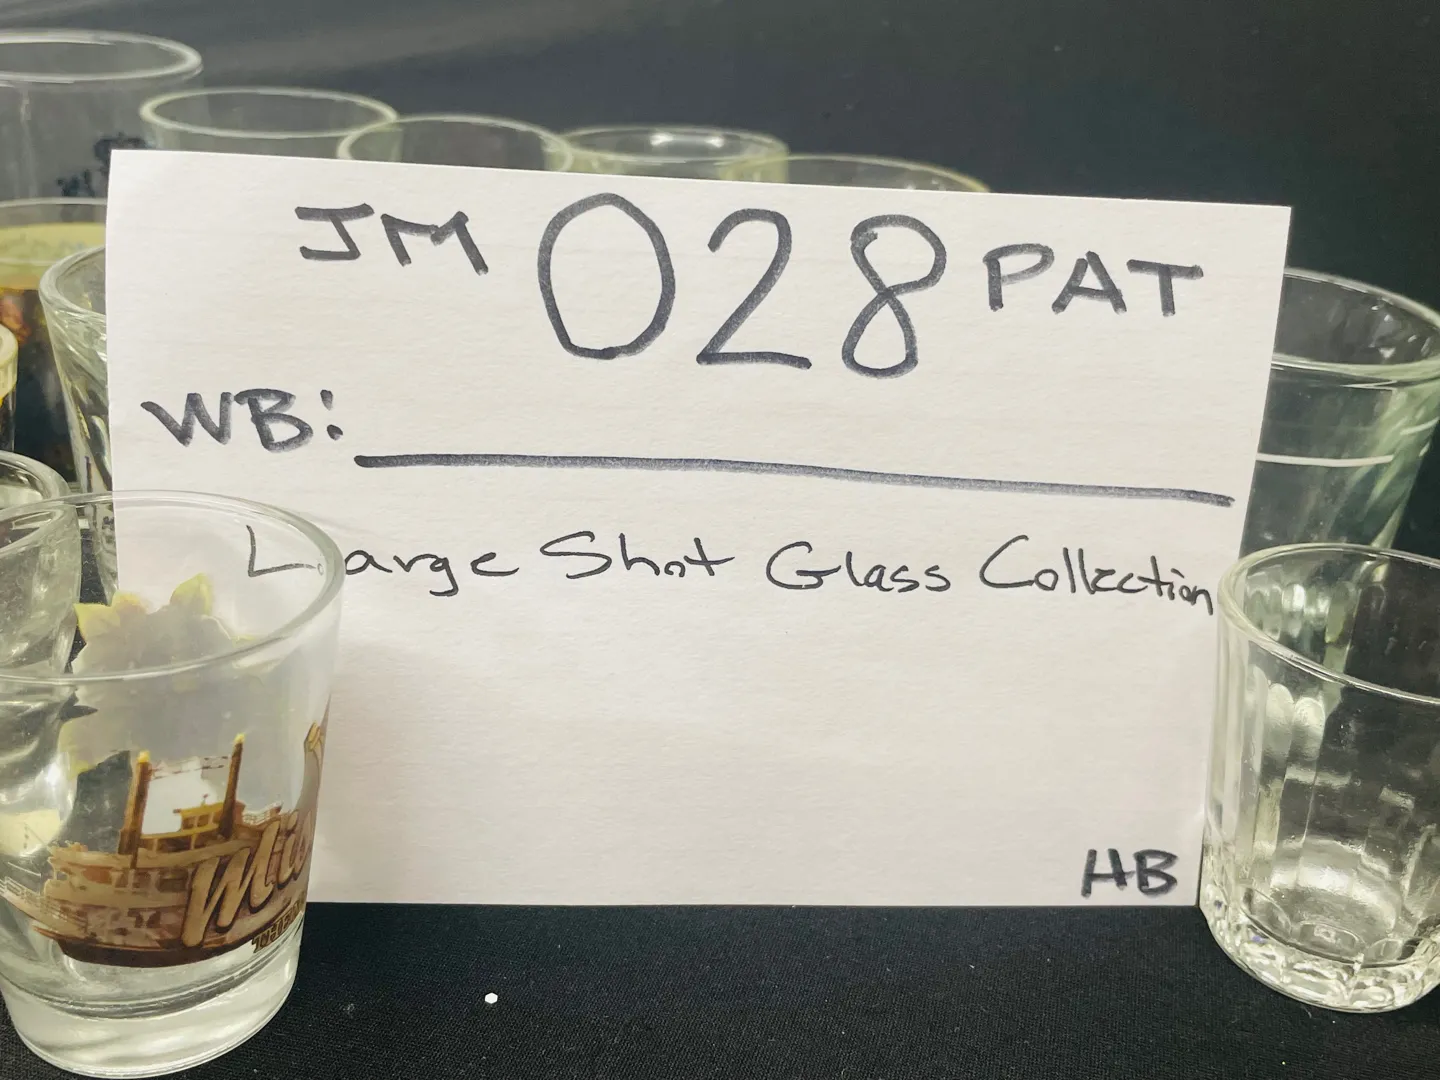 JM 028 PAT
WB:
Large Shot Glass Collection
HB